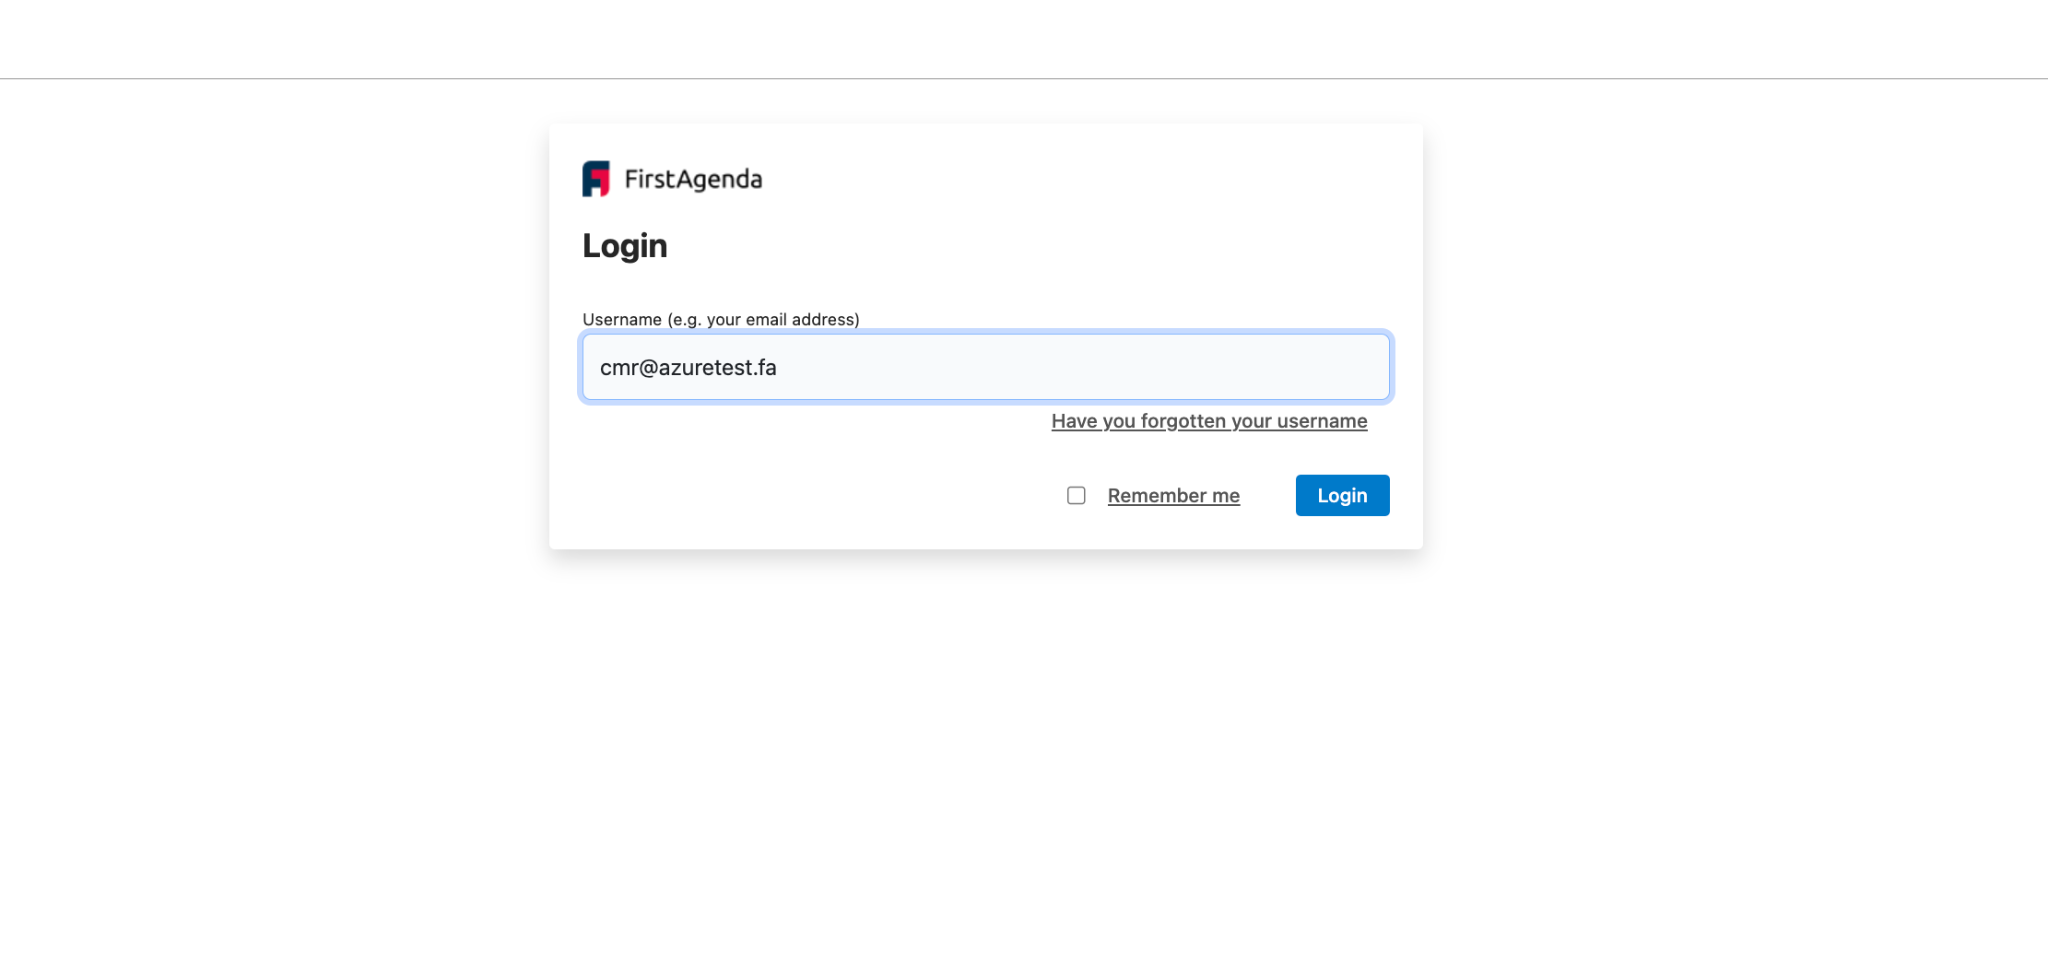 FirstAgenda
Login
Username (e.g. your email address)
cmr@azuretest.fa
Have you forgotten your username
Remember me
Login